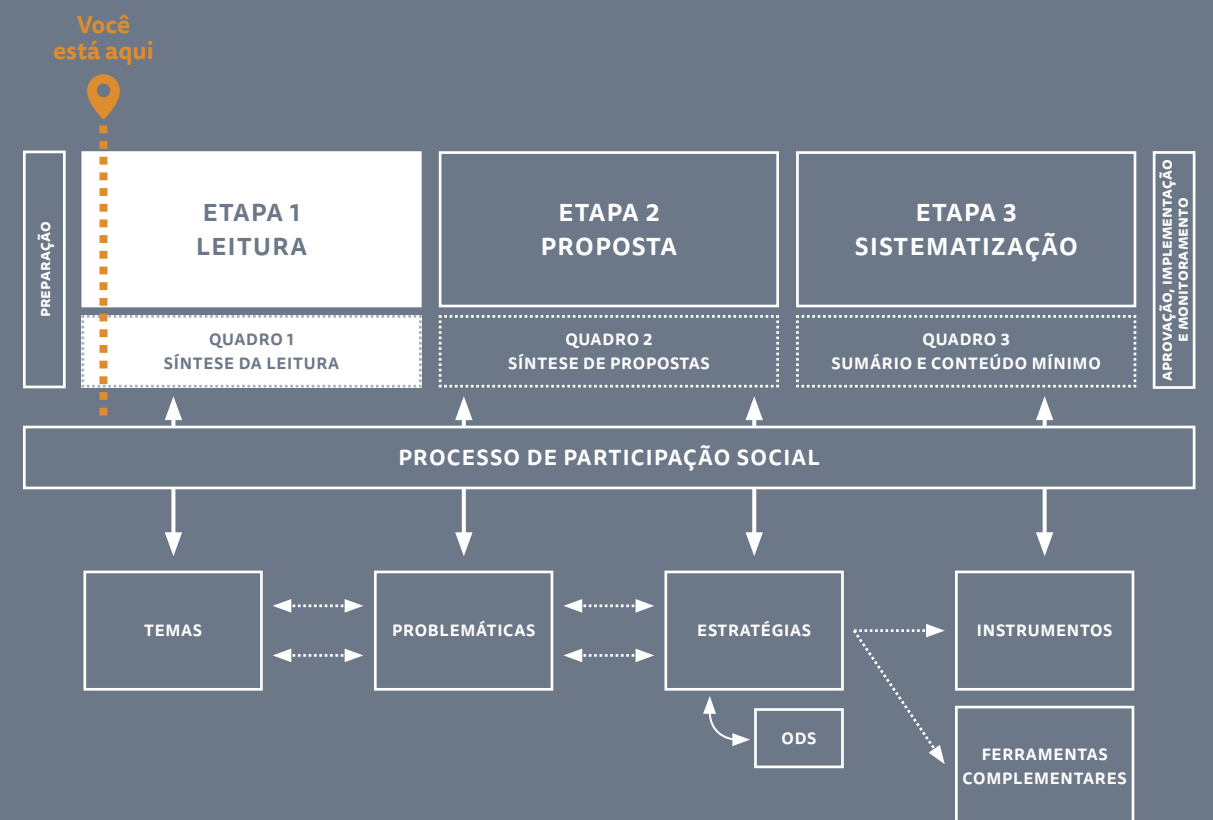 Você
está aqui
PREPARAÇÃO
ETAPA 1
LEITURA
QUADRO 1
SÍNTESE DA LEITURA
ETAPA 2
PROPOSTA
QUADRO 2
SÍNTESE DE PROPOSTAS
ETAPA 3
SISTEMATIZAÇÃO
QUADRO 3
SUMÁRIO E CONTEÚDO MÍNIMO
APROVAÇÃO, IMPLEMENTAÇÃO
E MONITORAMENTO
PROCESSO DE PARTICIPAÇÃO SOCIAL
TEMAS
PROBLEMÁTICAS
ESTRATÉGIAS
INSTRUMENTOS
ODS
FERRAMENTAS
COMPLEMENTARES